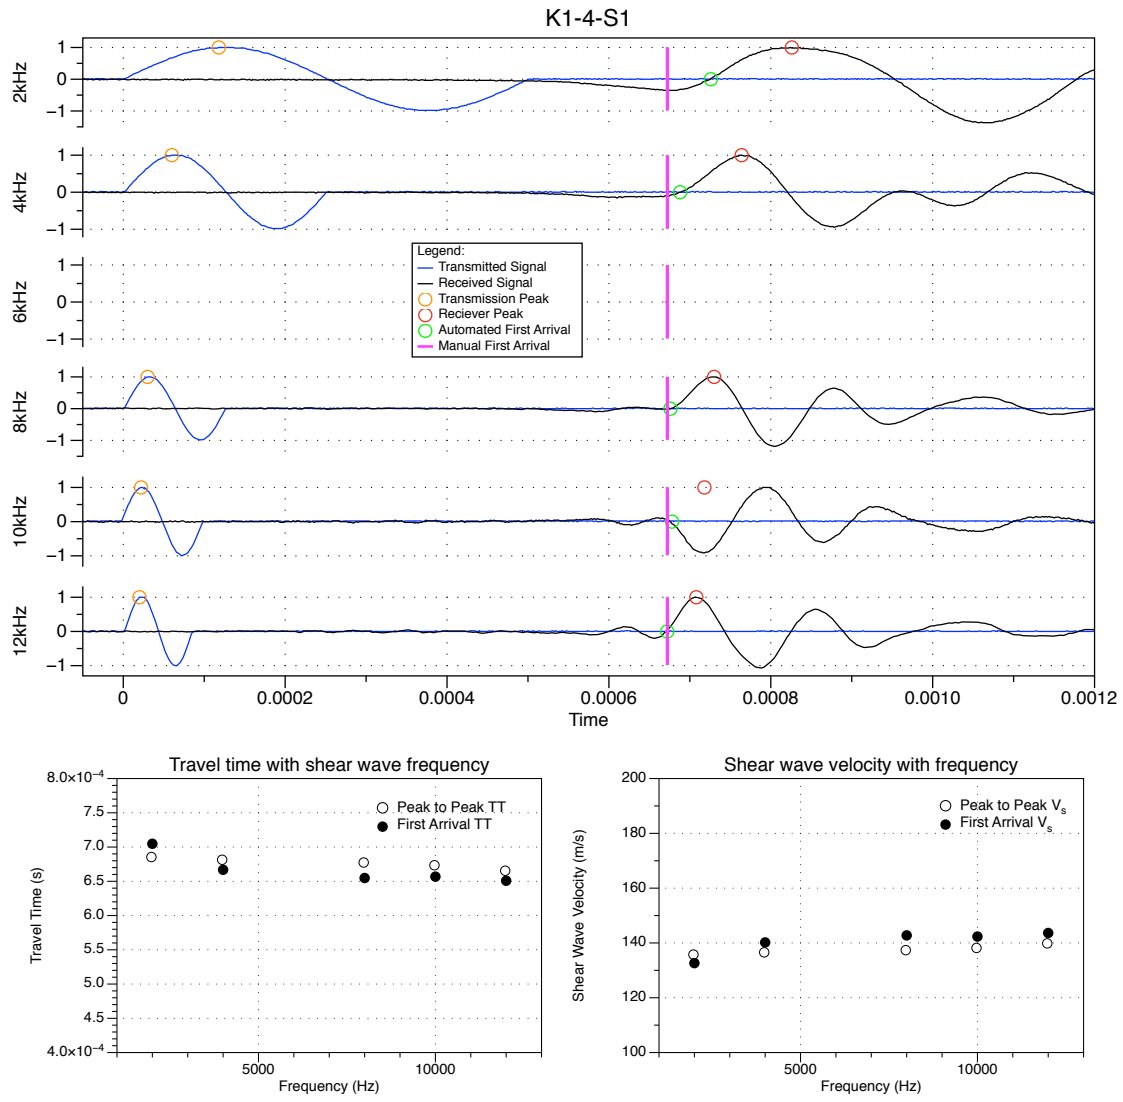 K1-4-S1
2kHz
1
0
−1
4kHz
1
0
−1
6kHz
1
0
−1
Legend:
Transmitted Signal
Received Signal
Transmission Peak
Reciever Peak
Automated First Arrival
Manual First Arrival
8kHz
1
0
−1
10kHz
1
0
−1
12kHz
1
0
−1
0 0.0002 0.0004 0.0006 0.0008 0.0010 0.0012
Time
Travel time with shear wave frequency
Travel Time (s)
8.0×10⁻⁴
7.5
7.0
6.5
6.0
5.5
5.0
4.5
4.0×10⁻⁴
Peak to Peak TT
First Arrival TT
5000 10000
Frequency (Hz)
Shear wave velocity with frequency
Shear Wave Velocity (m/s)
200
180
160
140
120
100
Peak to Peak Vₛ
First Arrival Vₛ
5000 10000
Frequency (Hz)